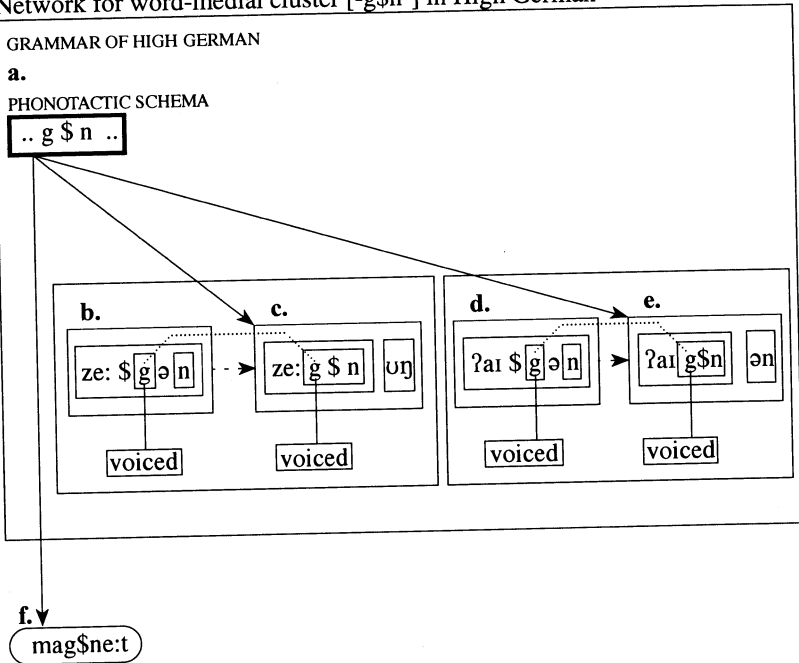 Network for word-medial cluster [-g$n-] in High German
GRAMMAR OF HIGH GERMAN
a.
PHONOTACTIC SCHEMA
.. g $ n ..
b. c. d. e.
ze: $ g ə n ze: g $ n ʊŋ ʔaɪ $ g ə n ʔaɪ g$n ən
voiced voiced voiced voiced
f.
mag$ne:t